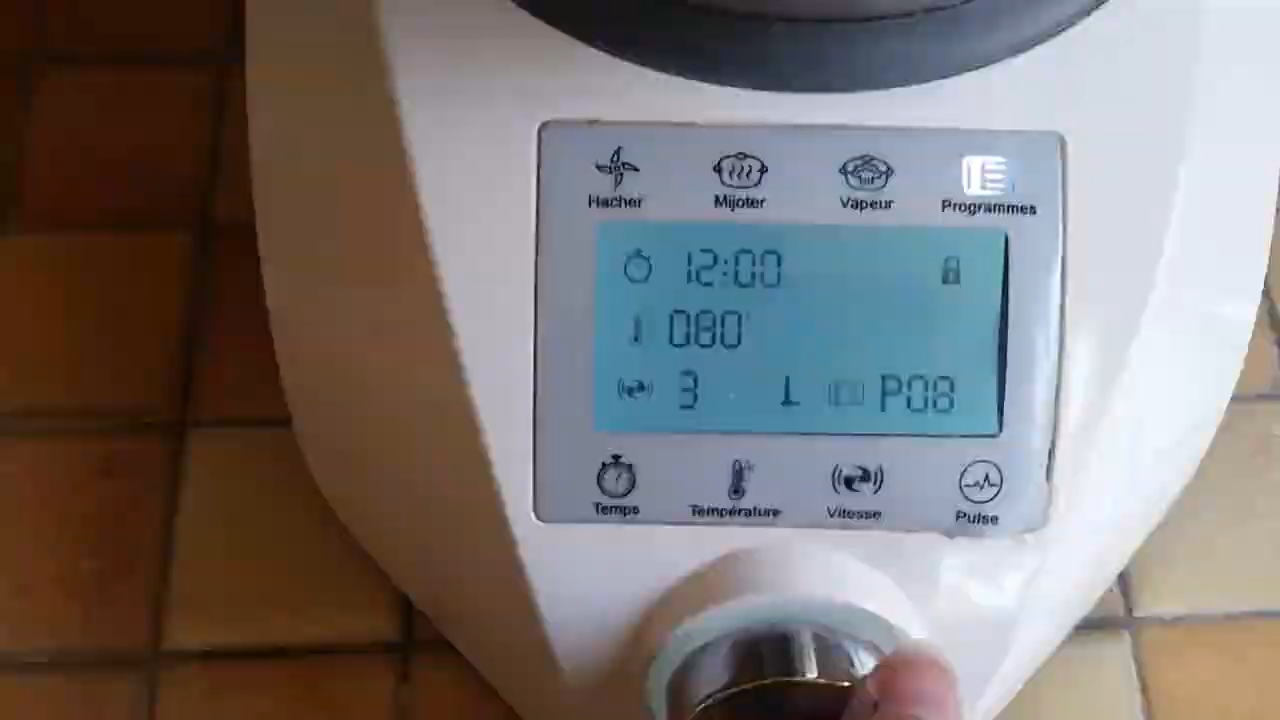 Hacher Mijoter Vapeur Programmes
12:00
080
3 P08
Temps Température Vitesse Pulse